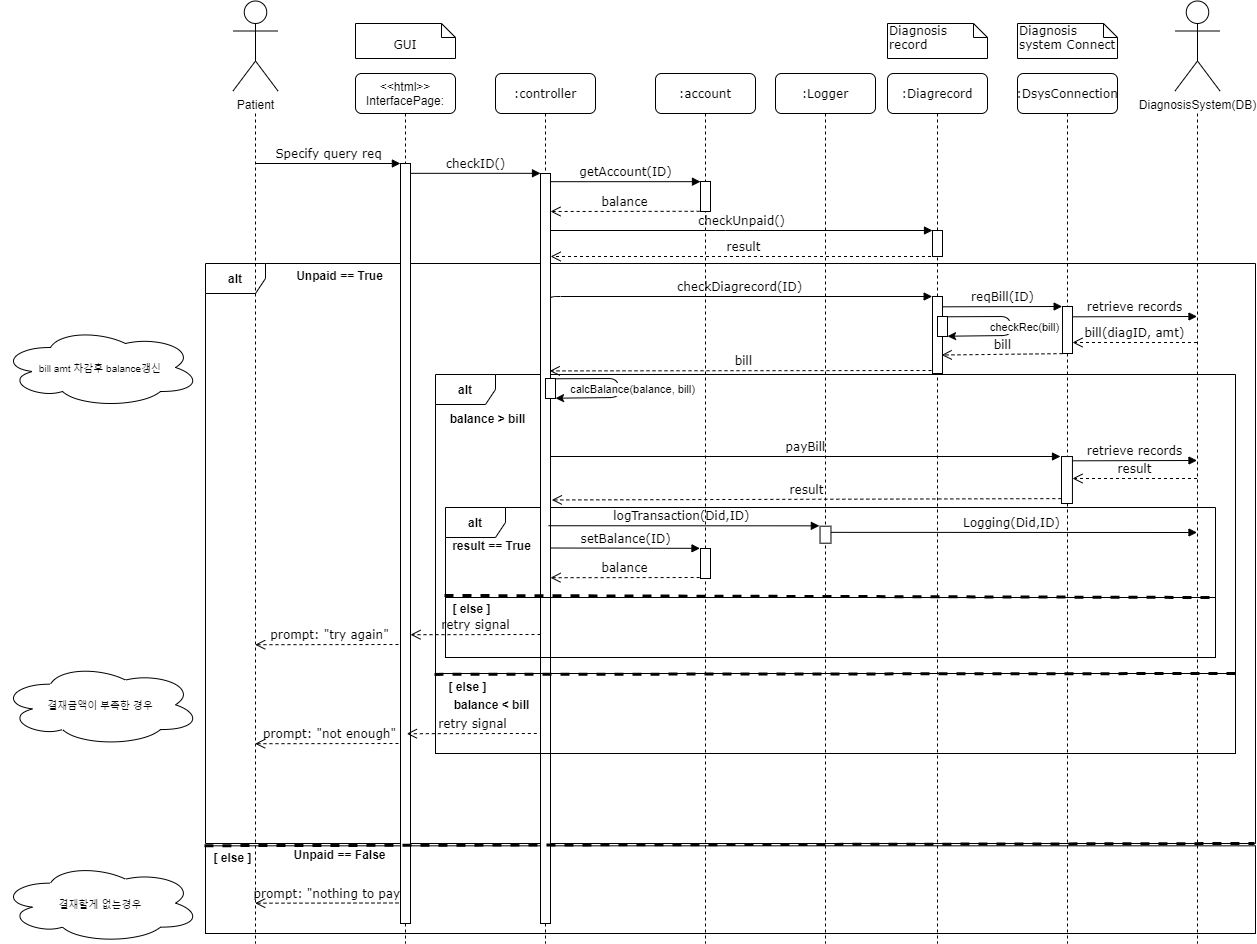 GUI
Diagnosis
record
Diagnosis
system Connect
Patient
<<html>>
InterfacePage:
:controller
:account
:Logger
:Diagrecord
:DsysConnection
DiagnosisSystem(DB)
Specify query req
checkID()
getAccount(ID)
balance
checkUnpaid()
result
alt
Unpaid == True
checkDiagrecord(ID)
reqBill(ID)
retrieve records
checkRec(bill)
bill(diagID, amt)
bill
bill
bill amt 차감후 balance갱신
alt
calcBalance(balance, bill)
balance > bill
payBill
retrieve records
result
result
alt
logTransaction(Did,ID)
Logging(Did,ID)
result == True
setBalance(ID)
balance
[ else ]
retry signal
prompt: "try again"
[ else ]
balance < bill
결재금액이 부족한 경우
retry signal
prompt: "not enough"
[ else ]
Unpaid == False
prompt: "nothing to pay
결재할게 없는경우